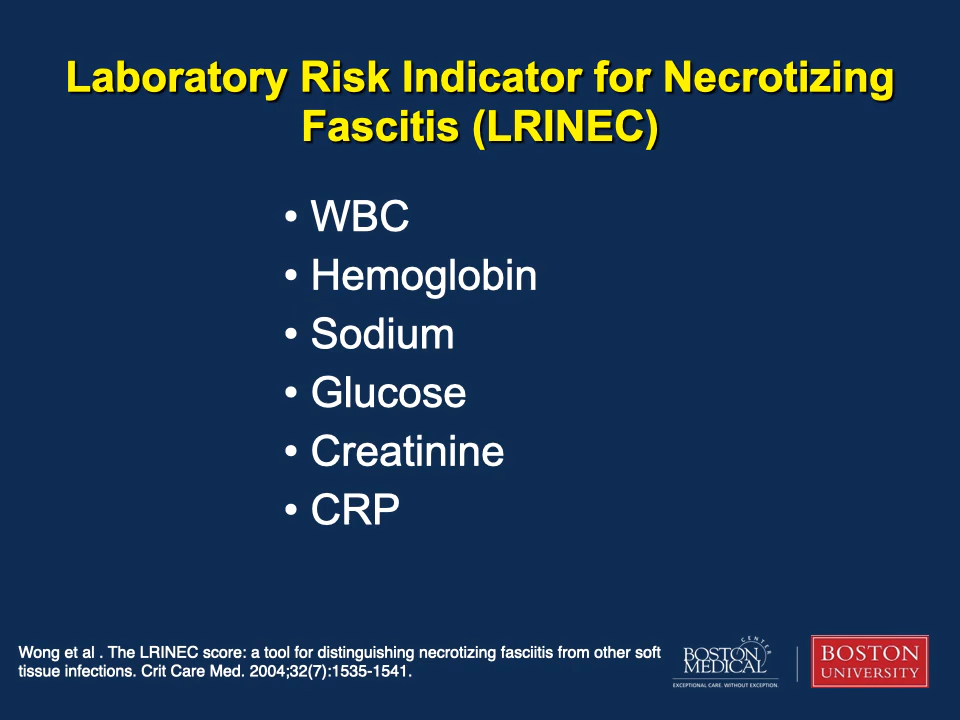 Laboratory Risk Indicator for Necrotizing
Fascitis (LRINEC)
• WBC
• Hemoglobin
• Sodium
• Glucose
• Creatinine
• CRP
Wong et al . The LRINEC score: a tool for distinguishing necrotizing fasciitis from other soft
tissue infections. Crit Care Med. 2004;32(7):1535-1541.
BOSTON
MEDICAL
CENTER
EXCEPTIONAL CARE. WITHOUT EXCEPTION.
BOSTON
UNIVERSITY